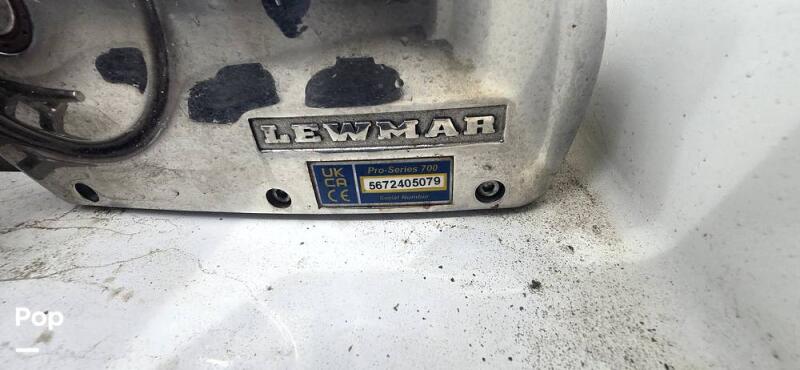 LEWMAR
UK
CA
CE
Pro-Series 700
5672405079
Serial Number
Pop